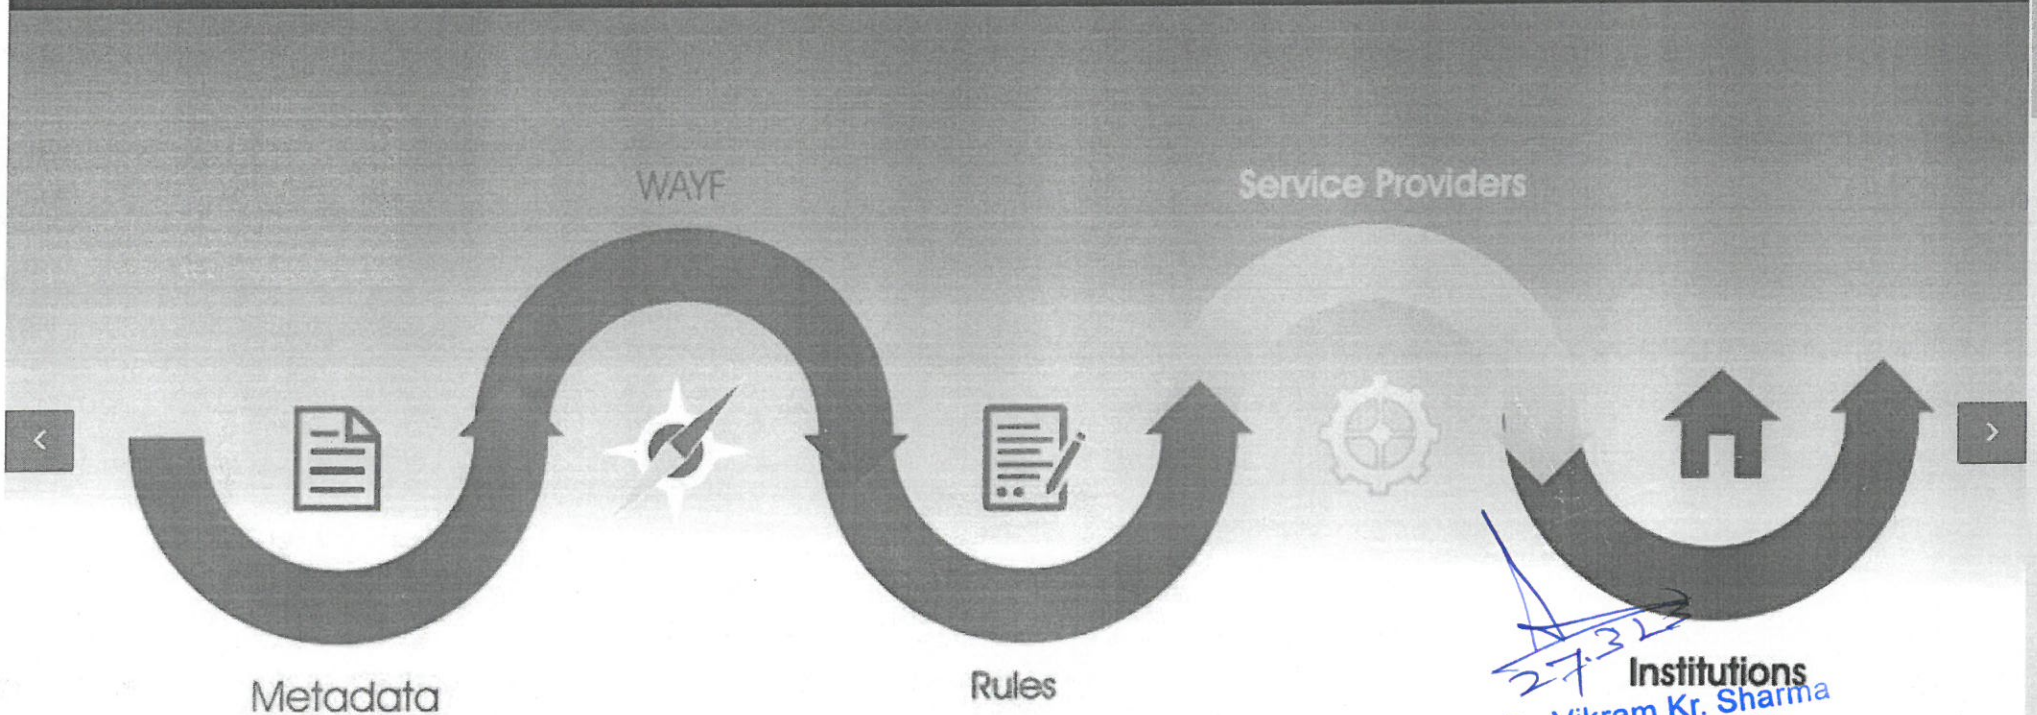 WAYF
Service Providers
Metadata
Rules
Institutions
27.3.23
Vikram Kr. Sharma